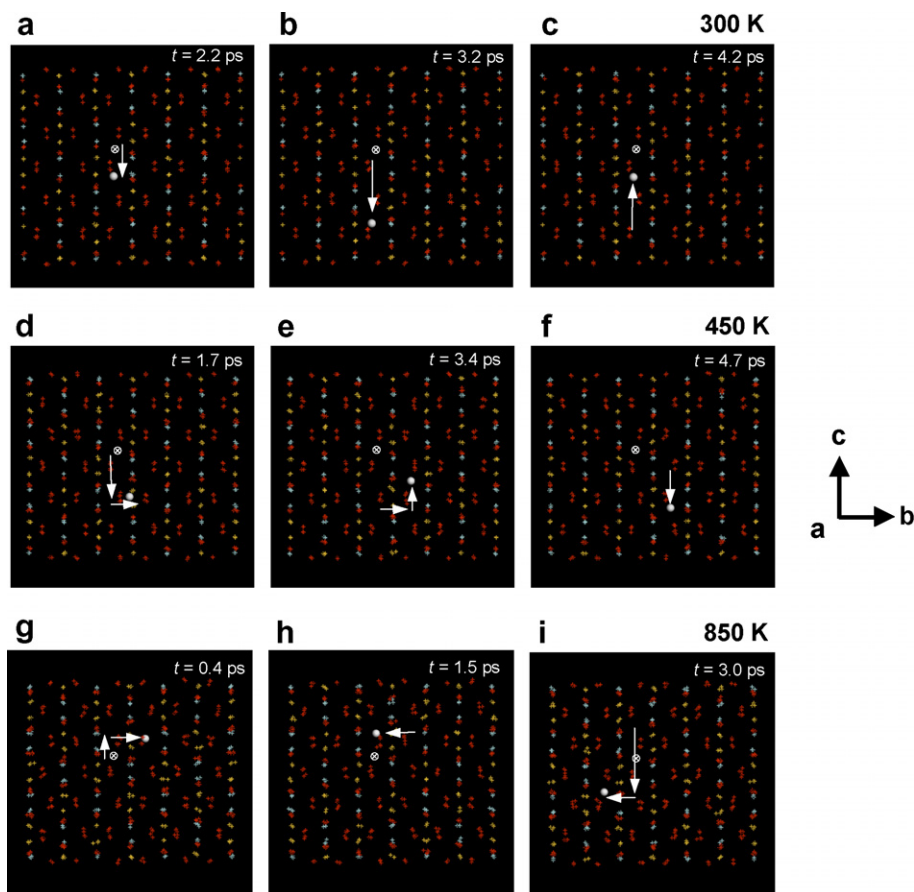 a b c 300 K
t = 2.2 ps t = 3.2 ps t = 4.2 ps
d e f 450 K
t = 1.7 ps t = 3.4 ps t = 4.7 ps
c
a b
g h i 850 K
t = 0.4 ps t = 1.5 ps t = 3.0 ps